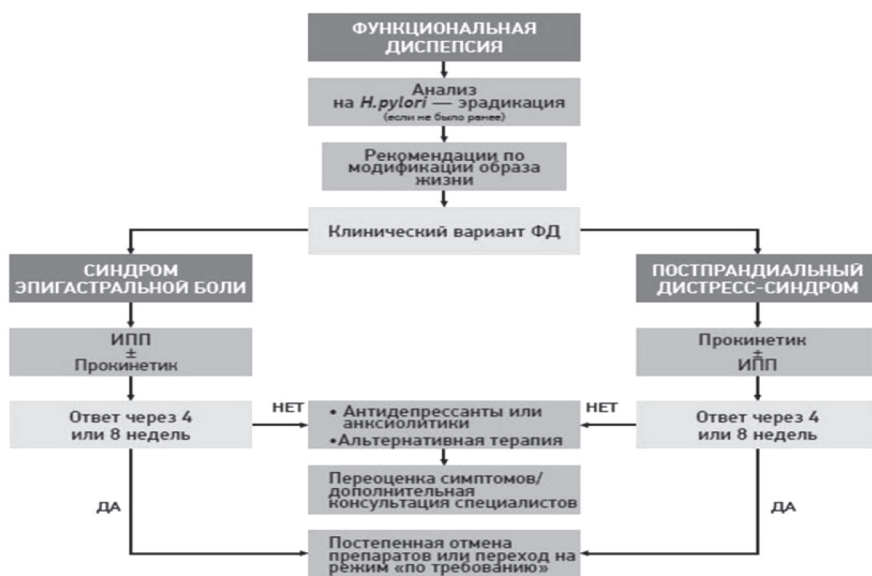 ФУНКЦИОНАЛЬНАЯ
ДИСПЕПСИЯ
Анализ
на H.pylori — эрадикация
(если не было ранее)
Рекомендации по
модификации образа
жизни
Клинический вариант ФД
СИНДРОМ
ЭПИГАСТРАЛЬНОЙ БОЛИ
ПОСТПРАНДИАЛЬНЫЙ
ДИСТРЕСС-СИНДРОМ
ИПП
±
Прокинетик
Прокинетик
±
ИПП
Ответ через 4
или 8 недель
НЕТ
• Антидепрессанты или
анксиолитики
•Альтернативная терапия
НЕТ
Ответ через 4
или 8 недель
Переоценка симптомов/
дополнительная
консультация специалистов
ДА
ДА
Постепенная отмена
препаратов или переход на
режим «по требованию»